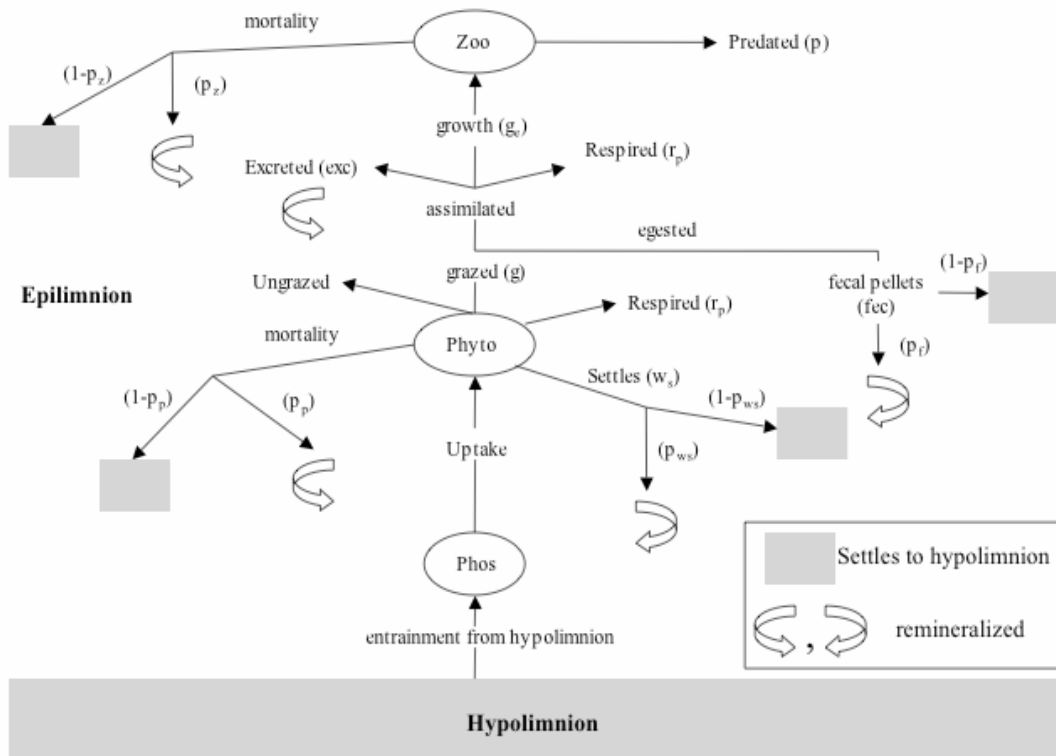 mortality
Zoo
Predated (p)
(1-p_z)
(p_z)
growth (g_e)
Excreted (exc)
Respired (r_p)
assimilated
egested
Epilimnion
Ungrazed
grazed (g)
Respired (r_p)
fecal pellets
(fec)
(1-p_f)
mortality
Phyto
(p_f)
Settles (w_s)
(1-p_p)
(p_p)
(1-p_ws)
Uptake
(p_ws)
Phos
Settles to hypolimnion
entrainment from hypolimnion
, remineralized
Hypolimnion